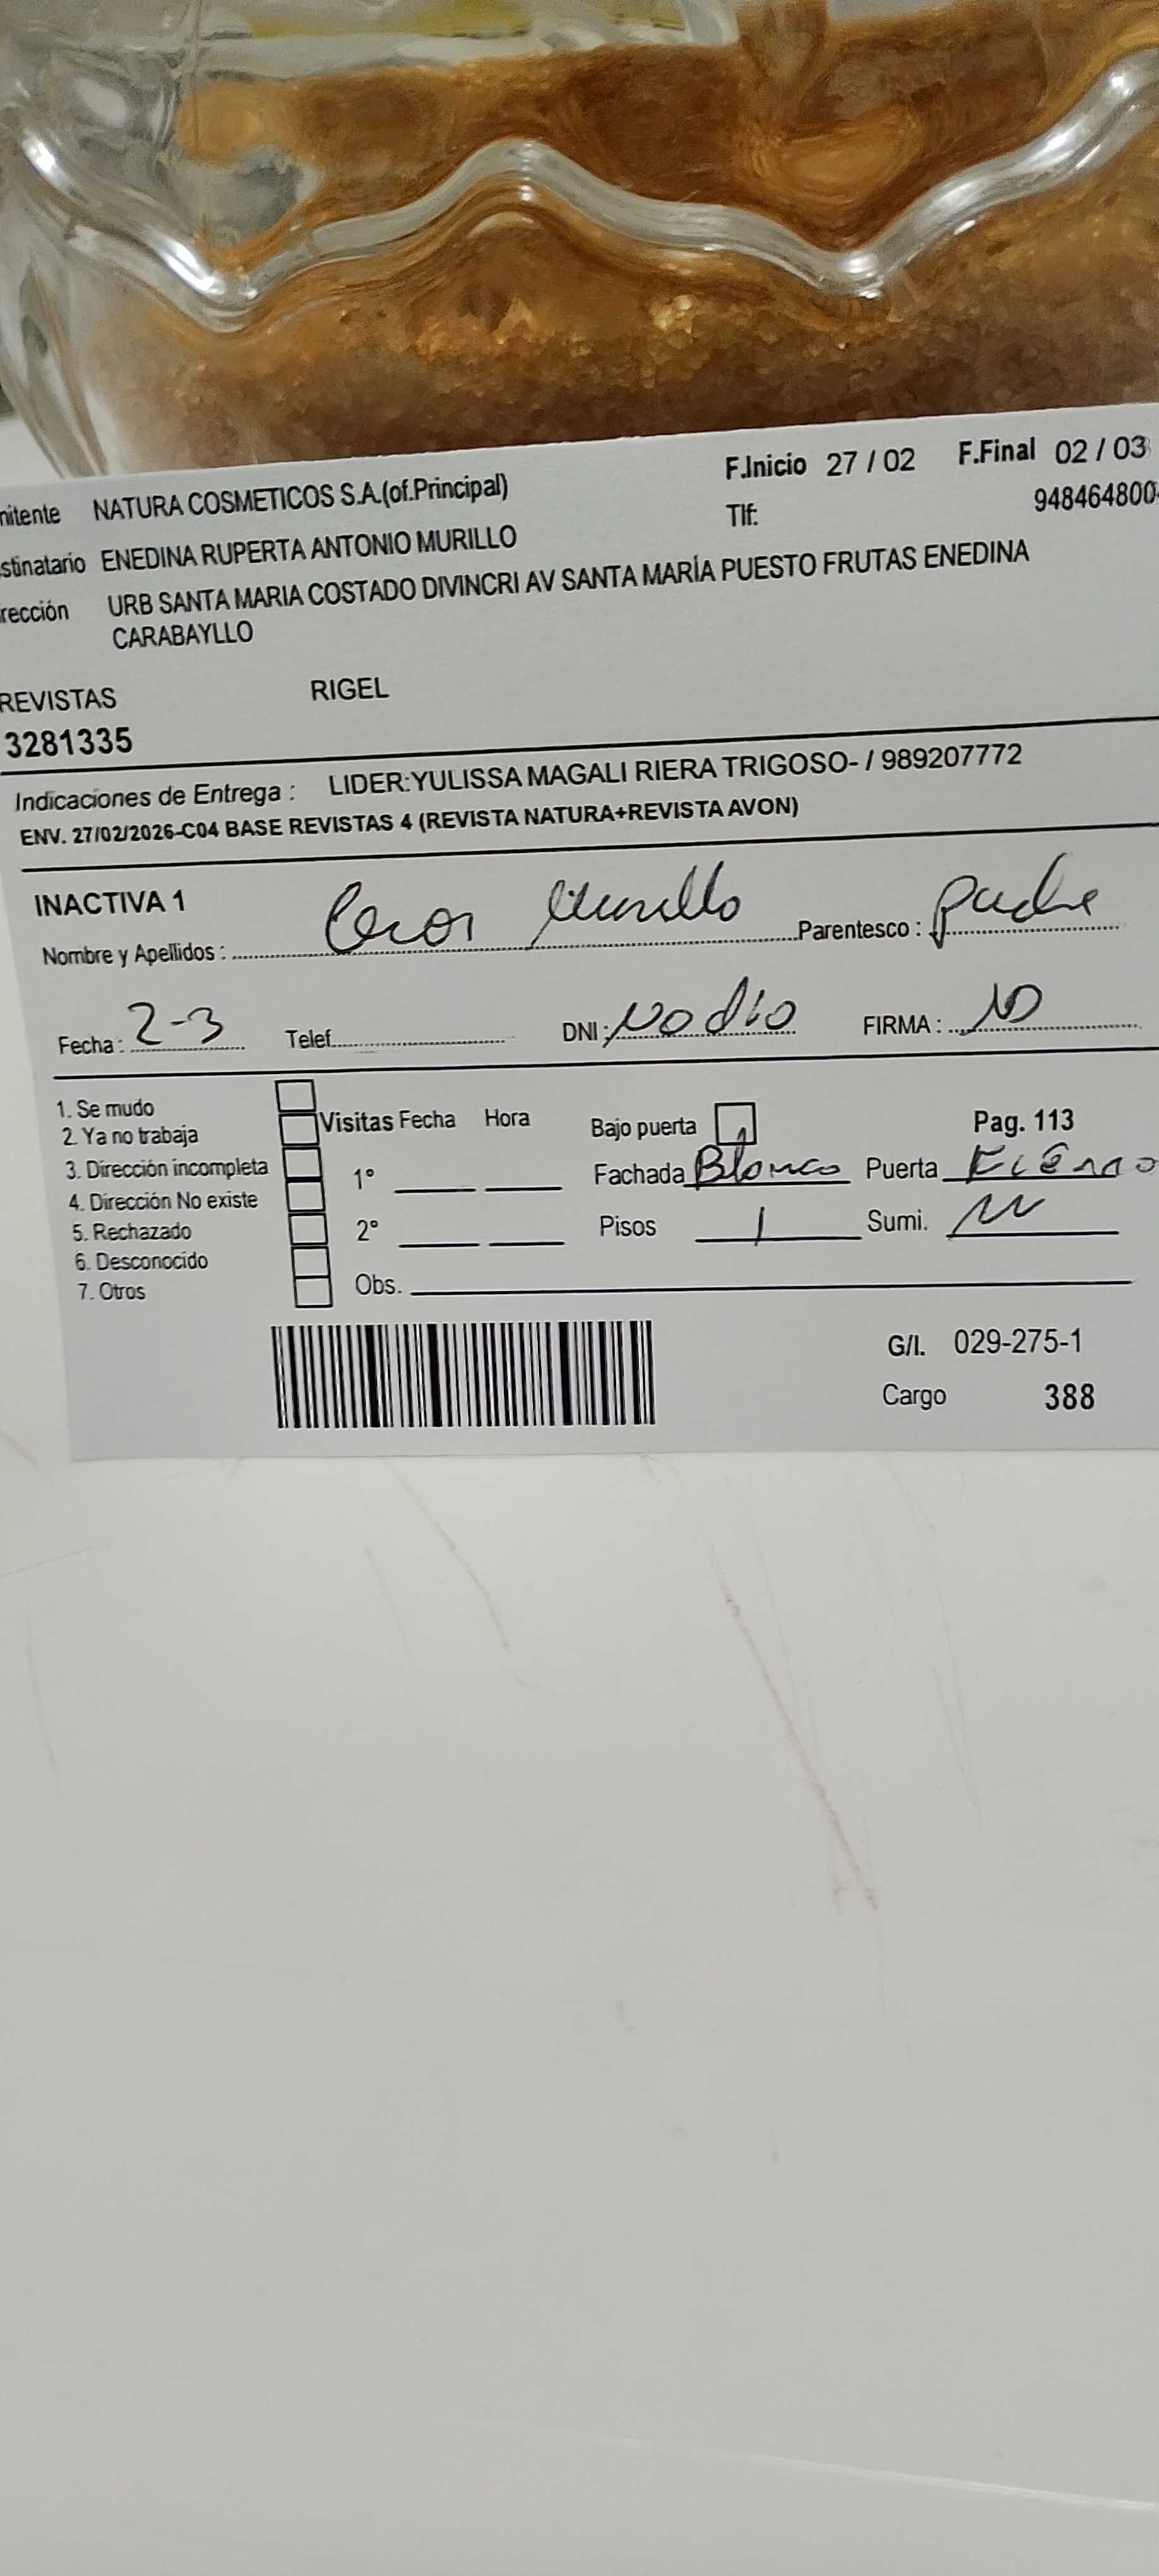 nitente NATURA COSMETICOS S.A.(of.Principal) F.Inicio 27 / 02 F.Final 02 / 03
stinatario ENEDINA RUPERTA ANTONIO MURILLO Tlf: 948464800
rección URB SANTA MARIA COSTADO DIVINCRI AV SANTA MARÍA PUESTO FRUTAS ENEDINA
CARABAYLLO
REVISTAS RIGEL
3281335
Indicaciones de Entrega : LIDER:YULISSA MAGALI RIERA TRIGOSO- / 989207772
ENV. 27/02/2026-C04 BASE REVISTAS 4 (REVISTA NATURA+REVISTA AVON)
INACTIVA 1
Nombre y Apellidos : Murillo Parentesco : padre
Fecha : 2-3 Telef. DNI : No dio FIRMA : NO
1. Se mudo
2. Ya no trabaja Visitas Fecha Hora Bajo puerta Pag. 113
3. Dirección incompleta 1° Fachada Blanco Puerta Fierro
4. Dirección No existe
5. Rechazado 2° Pisos 1 Sumi.
6. Desconocido
7. Otros Obs.
G/I. 029-275-1
Cargo 388